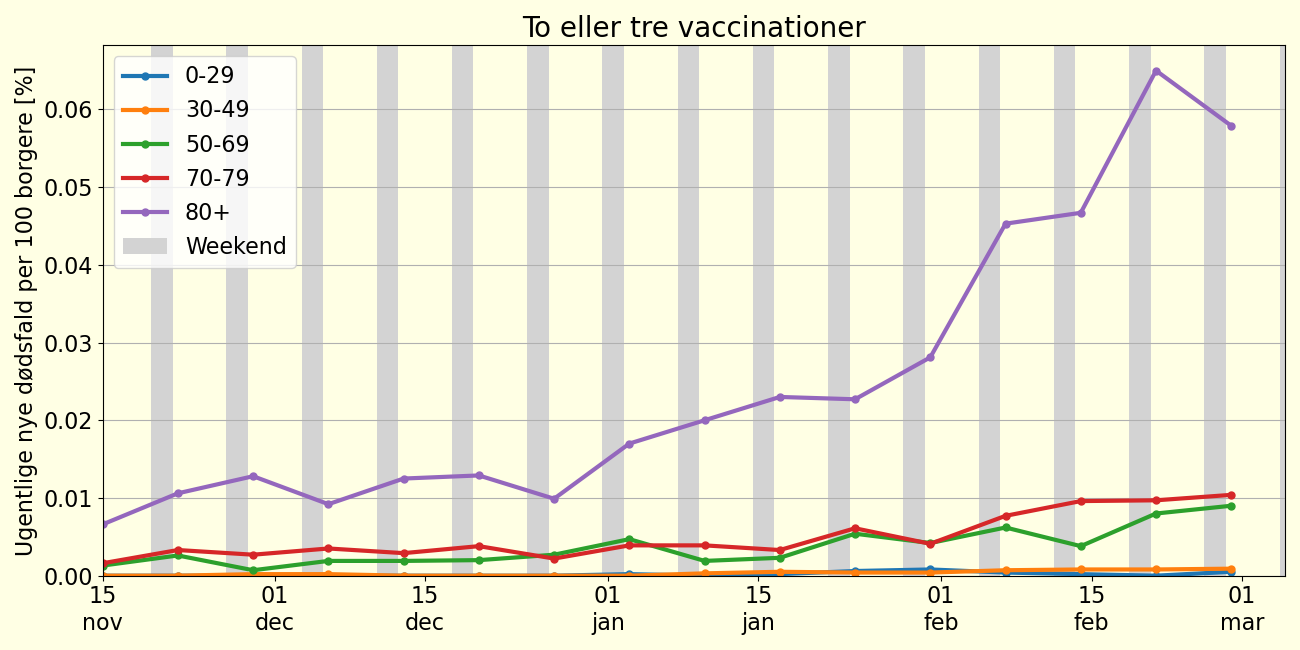 To eller tre vaccinationer
Ugentlige nye dødsfald per 100 borgere [%]
0.06
0.05
0.04
0.03
0.02
0.01
0.00
0-29
30-49
50-69
70-79
80+
Weekend
15 01 15 01 15 01 15 01
nov dec dec jan jan feb feb mar